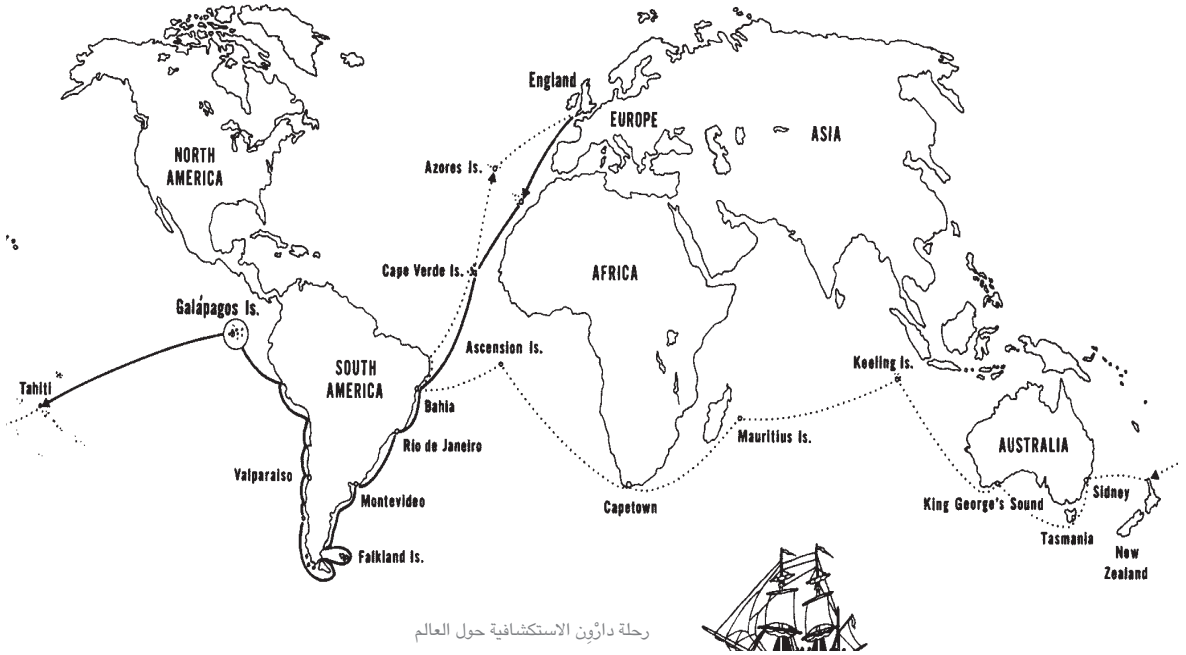 England
EUROPE
ASIA
NORTH
AMERICA
Azores Is.
Cape Verde Is.
AFRICA
Galápagos Is.
Ascension Is.
SOUTH
AMERICA
Keeling Is.
Tahiti
Bahia
Rio de Janeiro
Mauritius Is.
AUSTRALIA
Valparaiso
Montevideo
Capetown
King George's Sound
Sidney
Tasmania
Falkland Is.
New
Zealand
رحلة دارْوِن الاستكشافية حول العالم